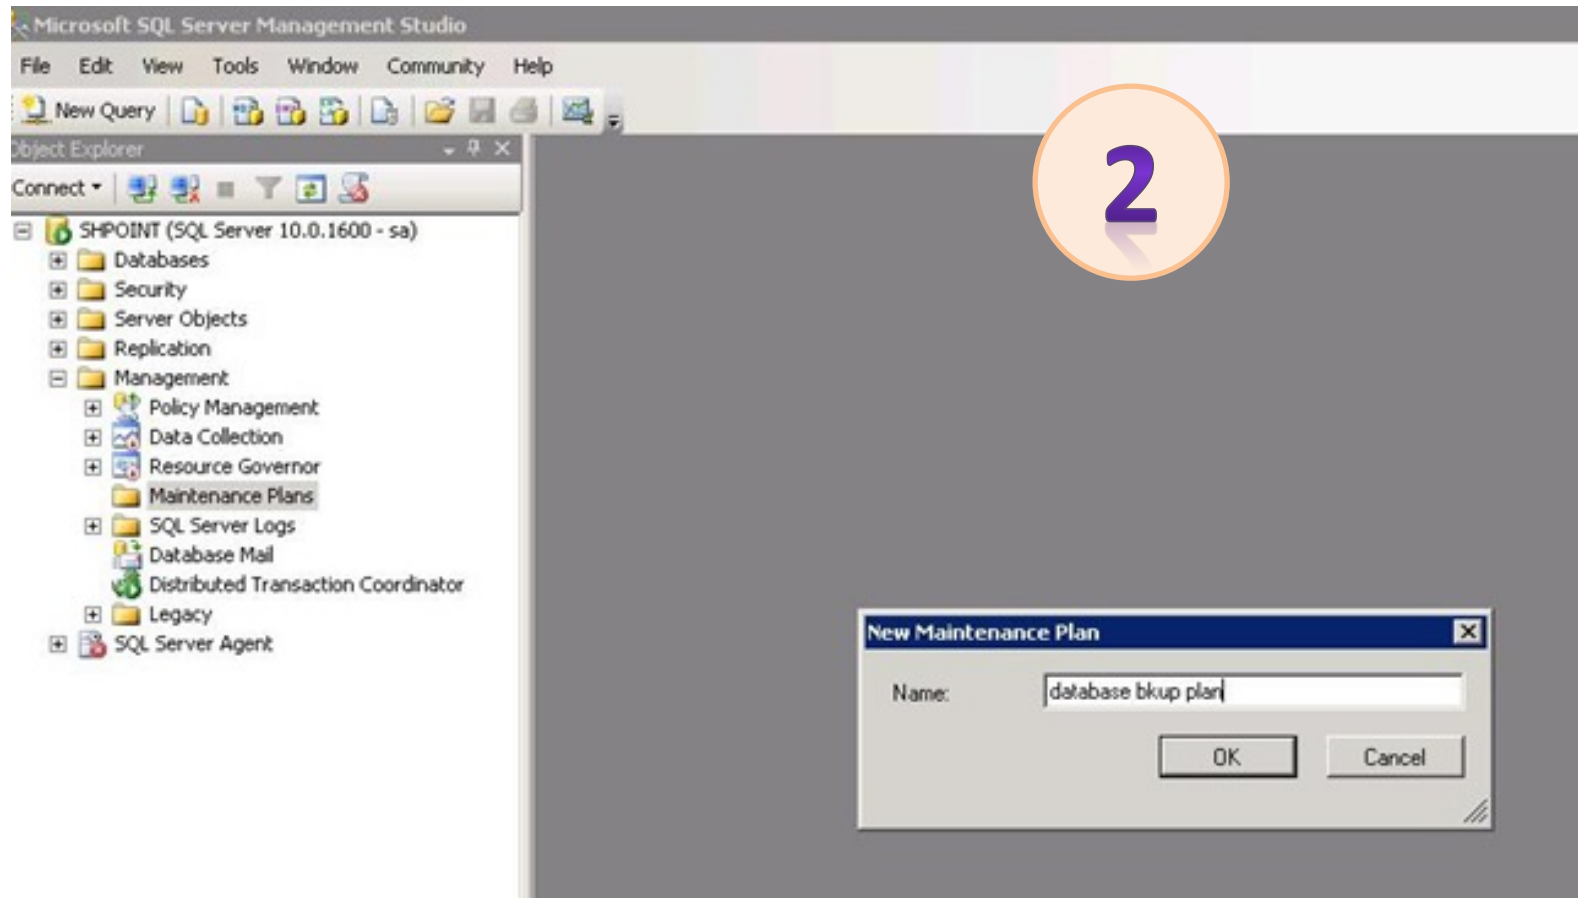 Microsoft SQL Server Management Studio
File Edit View Tools Window Community Help
New Query
Object Explorer
Connect
SHPOINT (SQL Server 10.0.1600 - sa)
Databases
Security
Server Objects
Replication
Management
Policy Management
Data Collection
Resource Governor
Maintenance Plans
SQL Server Logs
Database Mail
Distributed Transaction Coordinator
Legacy
SQL Server Agent
2
New Maintenance Plan
Name: database bkup plan
OK Cancel